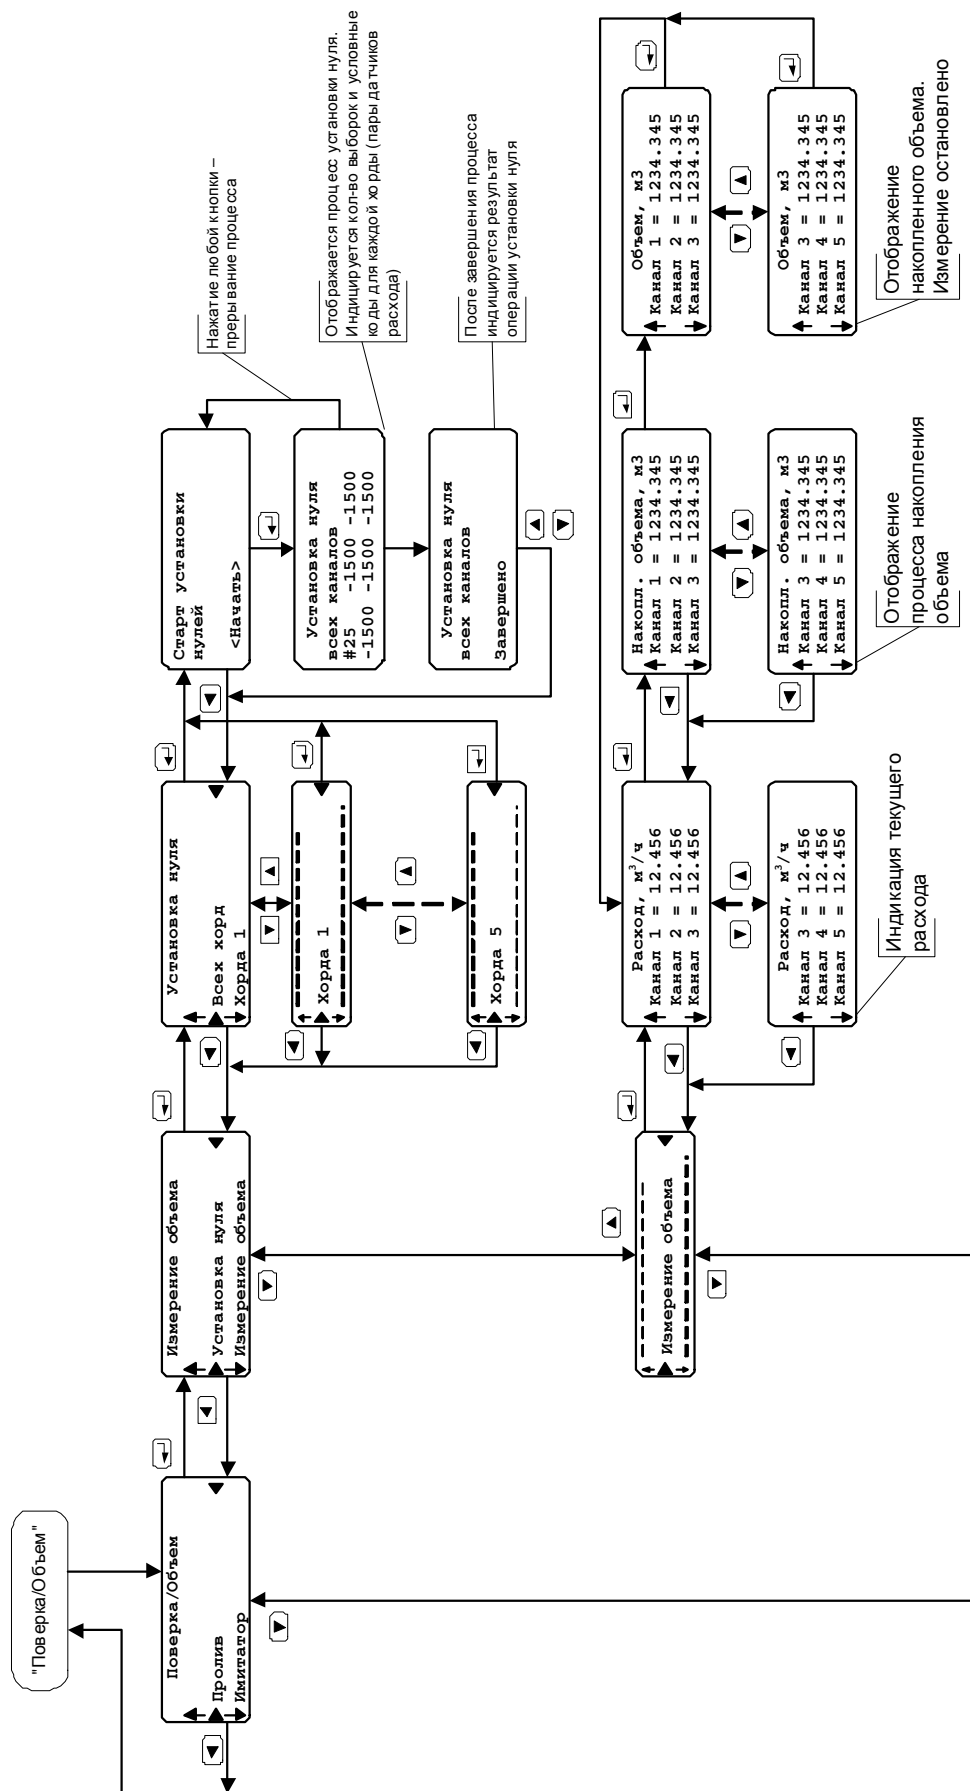 "Поверка/Объем"
Поверка/Объем
Пролив
Имитатор
Измерение объема
Установка нуля
Измерение объема
Установка нуля
Всех хорд
Хорда 1
Хорда 1
Хорда 5
Старт установки
нулей
<Начать>
Установка нуля
всех каналов
#25 -1500 -1500
-1500 -1500 -1500
Установка нуля
всех каналов
Завершено
Нажатие любой кнопки –
прерывание процесса
Отображается процесс установки нуля.
Индицируется кол-во выборок и условные
коды для каждой хорды (пары датчиков
расхода)
После завершения процесса
индицируется результат
операции установки нуля
Измерение объема
Расход, м³/ч
Канал 1 = 12.456
Канал 2 = 12.456
Канал 3 = 12.456
Расход, м³/ч
Канал 3 = 12.456
Канал 4 = 12.456
Канал 5 = 12.456
Индикация текущего
расхода
Накопл. объема, м3
Канал 1 = 1234.345
Канал 2 = 1234.345
Канал 3 = 1234.345
Накопл. объема, м3
Канал 3 = 1234.345
Канал 4 = 1234.345
Канал 5 = 1234.345
Отображение
процесса накопления
объема
Объем, м3
Канал 1 = 1234.345
Канал 2 = 1234.345
Канал 3 = 1234.345
Объем, м3
Канал 3 = 1234.345
Канал 4 = 1234.345
Канал 5 = 1234.345
Отображение
накопленного объема.
Измерение остановлено